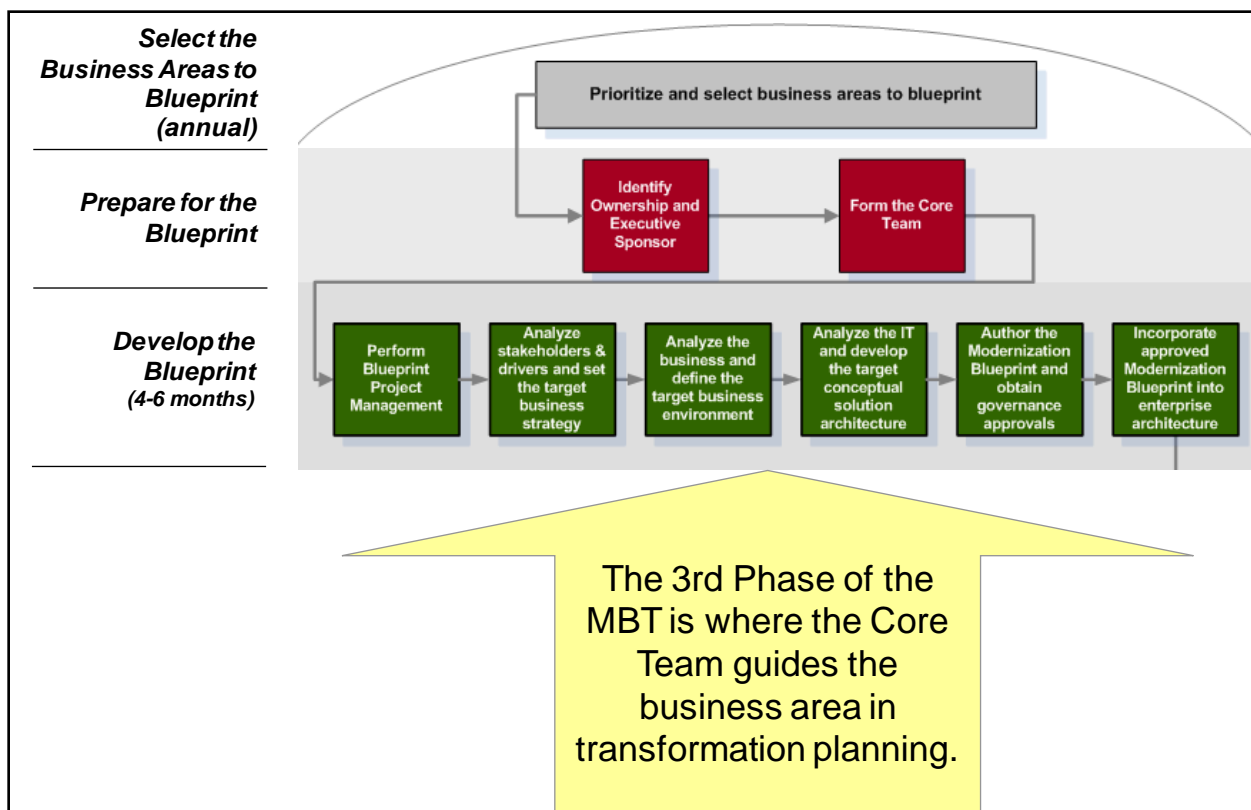 Select the
Business Areas to
Blueprint
(annual)
Prioritize and select business areas to blueprint
Prepare for the
Blueprint
Identify
Ownership and
Executive
Sponsor
Form the Core
Team
Develop the
Blueprint
(4-6 months)
Perform
Blueprint
Project
Management
Analyze
stakeholders &
drivers and set
the target
business
strategy
Analyze the
business and
define the
target business
environment
Analyze the IT
and develop
the target
conceptual
solution
architecture
Author the
Modernization
Blueprint and
obtain
governance
approvals
Incorporate
approved
Modernization
Blueprint into
enterprise
architecture
The 3rd Phase of the
MBT is where the Core
Team guides the
business area in
transformation planning.